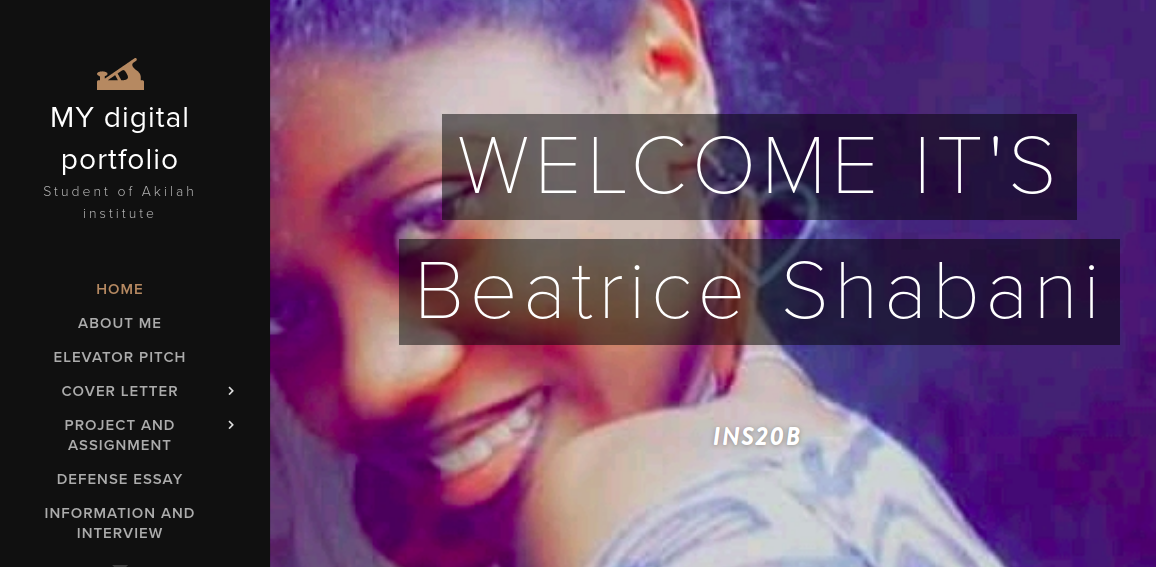 MY digital
portfolio
Student of Akilah
institute
HOME
ABOUT ME
ELEVATOR PITCH
COVER LETTER
PROJECT AND
ASSIGNMENT
DEFENSE ESSAY
INFORMATION AND
INTERVIEW
WELCOME IT'S
Beatrice Shabani
INS20B